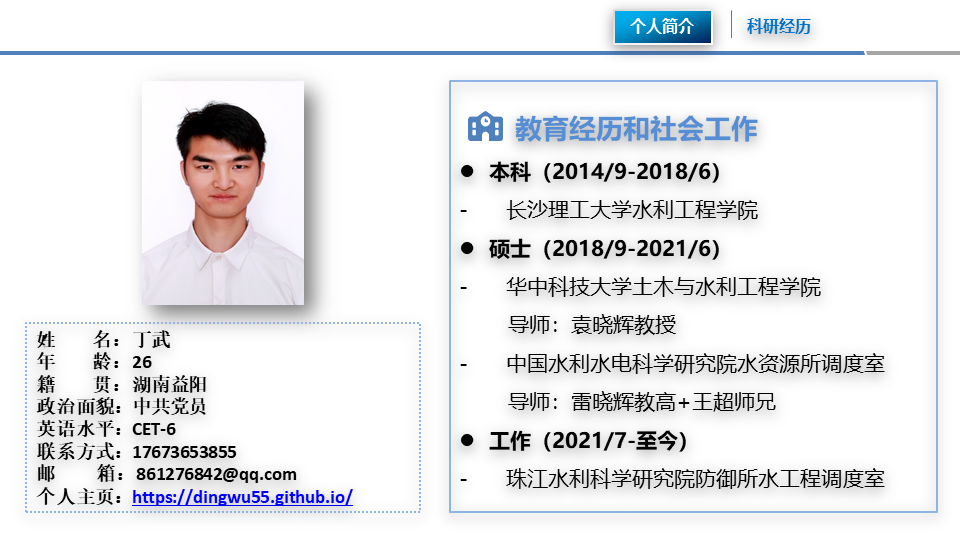 个人简介
科研经历
姓 名：丁武
年 龄：26
籍 贯：湖南益阳
政治面貌：中共党员
英语水平：CET-6
联系方式：17673653855
邮 箱：861276842@qq.com
个人主页：https://dingwu55.github.io/
教育经历和社会工作
● 本科（2014/9-2018/6）
- 长沙理工大学水利工程学院
● 硕士（2018/9-2021/6）
- 华中科技大学土木与水利工程学院
导师：袁晓辉教授
- 中国水利水电科学研究院水资源所调度室
导师：雷晓辉教高+王超师兄
● 工作（2021/7-至今）
- 珠江水利科学研究院防御所水工程调度室